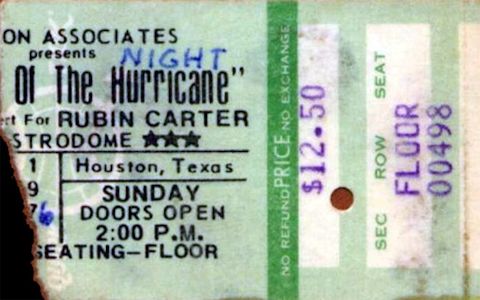 ON ASSOCIATES
presents
NIGHT
Of The Hurricane"
ert For RUBIN CARTER
STRODOME ★★★
1 Houston, Texas
9 SUNDAY
76 DOORS OPEN
2:00 P.M.
SEATING–FLOOR
NO REFUND PRICE NO EXCHANGE
$12.50
SEC ROW SEAT
FLOOR 00498